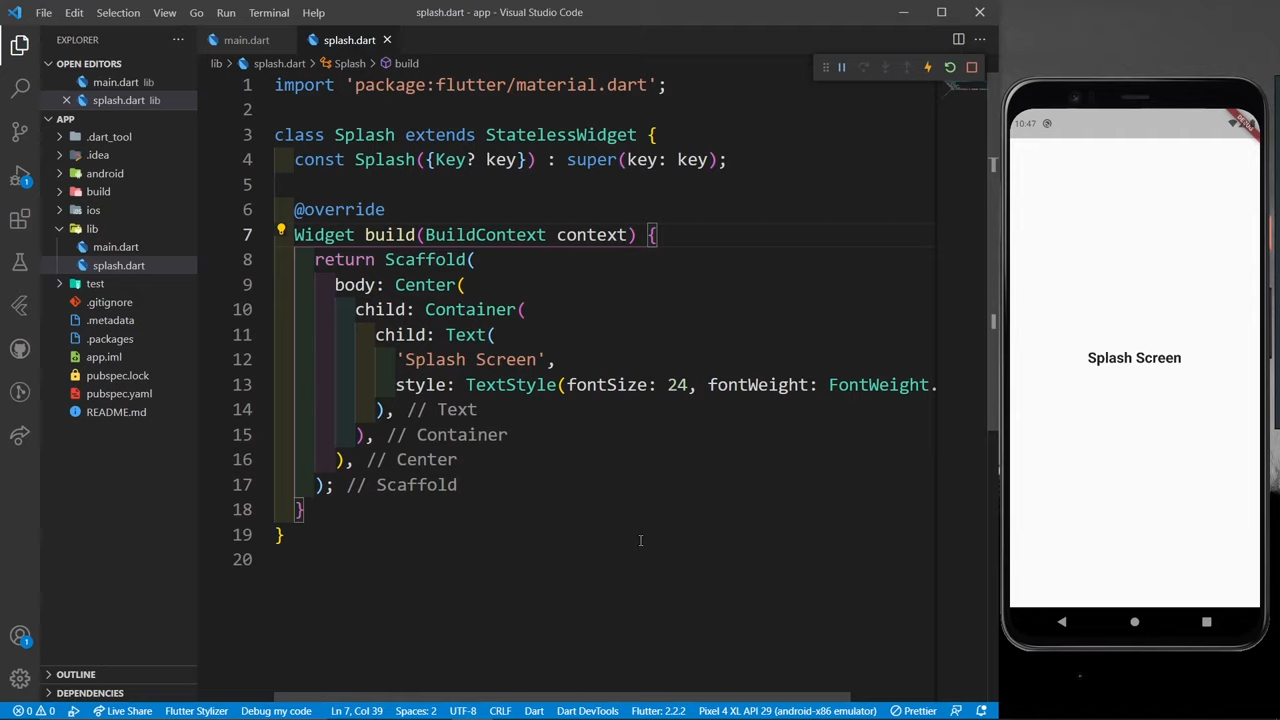 File Edit Selection View Go Run Terminal Help
splash.dart - app - Visual Studio Code
EXPLORER
OPEN EDITORS
main.dart lib
splash.dart lib
APP
.dart_tool
.idea
android
build
ios
lib
main.dart
splash.dart
test
.gitignore
.metadata
.packages
app.iml
pubspec.lock
pubspec.yaml
README.md
OUTLINE
DEPENDENCIES
1
1
main.dart splash.dart
lib > splash.dart > Splash > build
1 import 'package:flutter/material.dart';
2
3 class Splash extends StatelessWidget {
4 const Splash({Key? key}) : super(key: key);
5
6 @override
7 Widget build(BuildContext context) {
8 return Scaffold(
9 body: Center(
10 child: Container(
11 child: Text(
12 'Splash Screen',
13 style: TextStyle(fontSize: 24, fontWeight: FontWeight.
14 ), // Text
15 ), // Container
16 ), // Center
17 ); // Scaffold
18 }
19 }
20
10:47
DEBUG
Splash Screen
0 0 Live Share Flutter Stylizer Debug my code Ln 7, Col 39 Spaces: 2 UTF-8 CRLF Dart Dart DevTools Flutter: 2.2.2 Pixel 4 XL API 29 (android-x86 emulator) Prettier